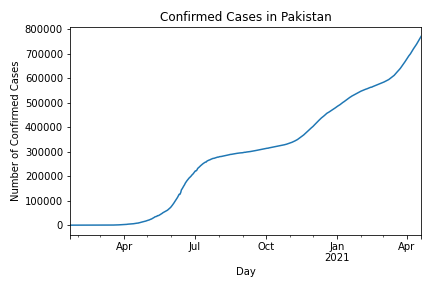 Confirmed Cases in Pakistan
800000
700000
600000
500000
400000
300000
200000
100000
0
Number of Confirmed Cases
Apr Jul Oct Jan Apr
2021
Day